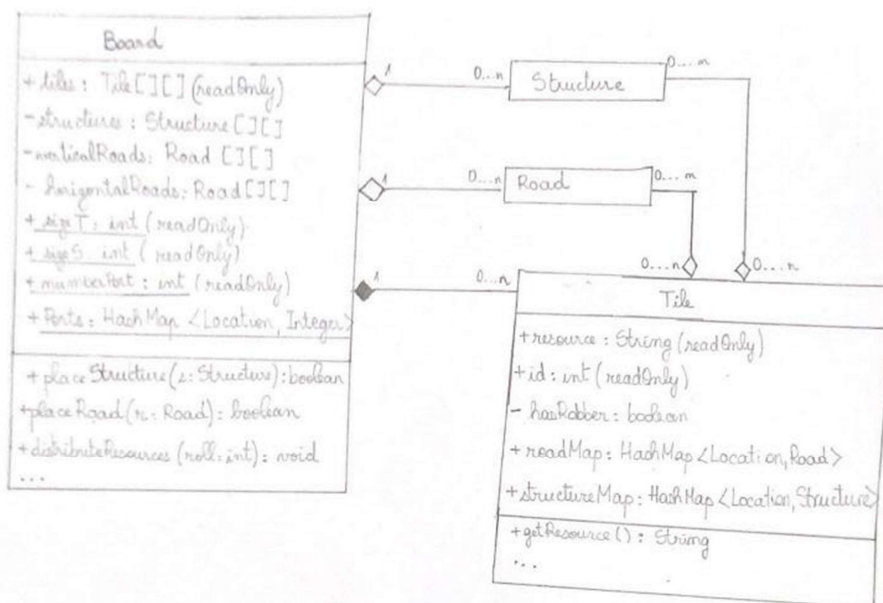 Board
+ tiles : Tile [ ] [ ] (readOnly)
- structures : Structure [ ] [ ]
- verticalRoads : Road [ ] [ ]
- horizontalRoads : Road [ ] [ ]
+ sizeT : int (readOnly)
+ sizeS : int (readOnly)
+ numberPort : int (readOnly)
+ Ports : HashMap <Location, Integer>
+ placeStructure (s : Structure) : boolean
+ placeRoad (r : Road) : boolean
+ distributeResources (roll : int) : void
...
1
0...n
Structure
0...m
1
0...n
Road
0...m
1
0...n
0...n
0...n
Tile
+ resource : String (readOnly)
+ id : int (readOnly)
- hasRobber : boolean
+ roadMap : HashMap <Location, Road>
+ structureMap : HashMap <Location, Structure>
+ getResource () : String
...